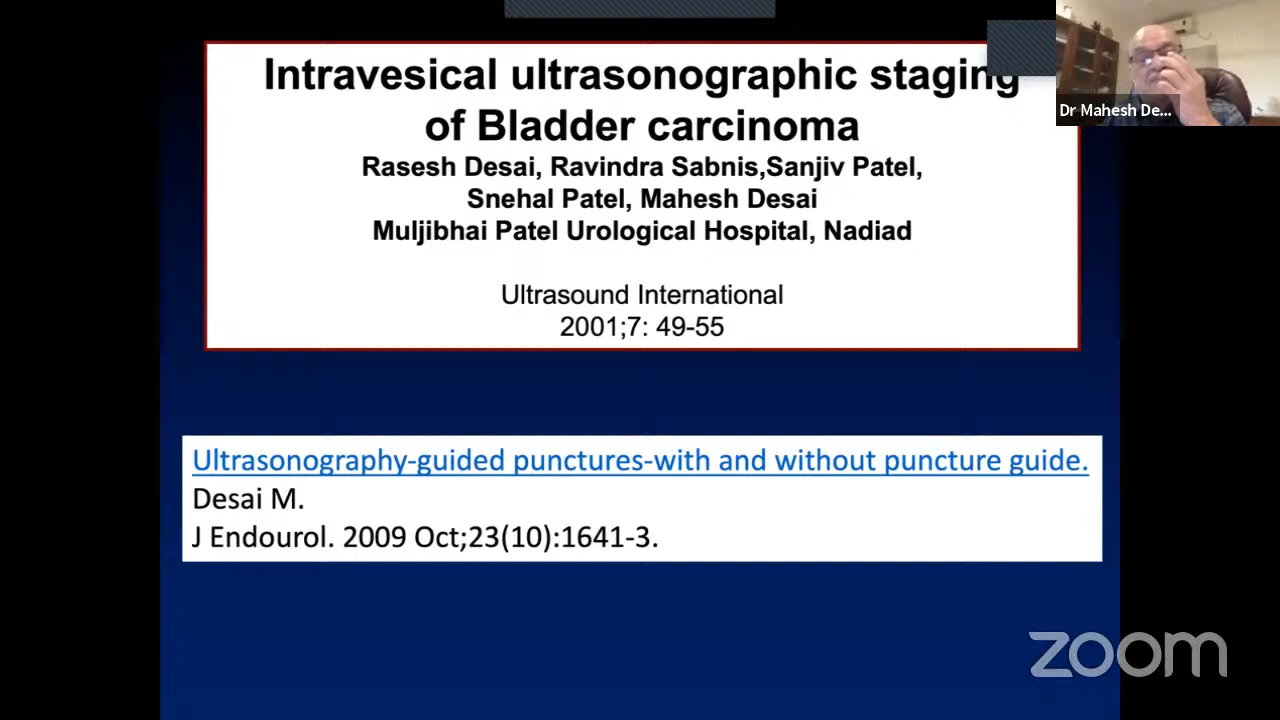 Intravesical ultrasonographic staging
of Bladder carcinoma
Rasesh Desai, Ravindra Sabnis,Sanjiv Patel,
Snehal Patel, Mahesh Desai
Muljibhai Patel Urological Hospital, Nadiad
Ultrasound International
2001;7: 49-55
Ultrasonography-guided punctures-with and without puncture guide.
Desai M.
J Endourol. 2009 Oct;23(10):1641-3.
Dr Mahesh De...
zoom